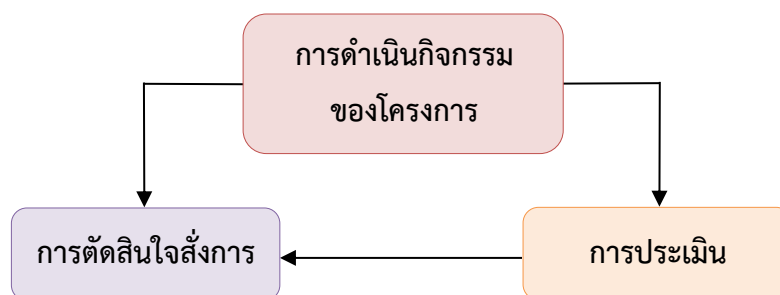 การดำเนินกิจกรรม
ของโครงการ
การตัดสินใจสั่งการ
การประเมิน